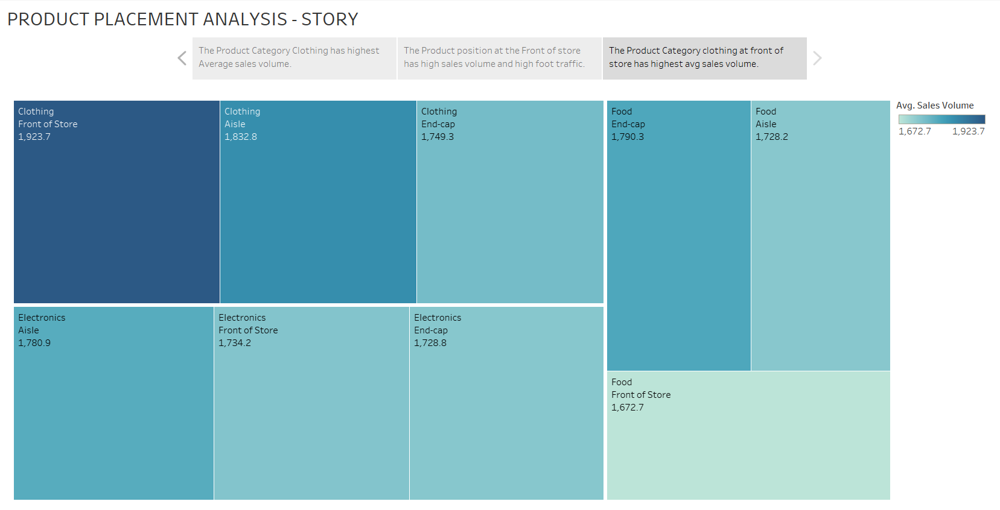 PRODUCT PLACEMENT ANALYSIS - STORY
The Product Category Clothing has highest
Average sales volume.
The Product position at the Front of store
has high sales volume and high foot traffic.
The Product Category clothing at front of
store has highest avg sales volume.
Clothing
Front of Store
1,923.7
Clothing
Aisle
1,832.8
Clothing
End-cap
1,749.3
Food
End-cap
1,790.3
Food
Aisle
1,728.2
Avg. Sales Volume
1,672.7 1,923.7
Electronics
Aisle
1,780.9
Electronics
Front of Store
1,734.2
Electronics
End-cap
1,728.8
Food
Front of Store
1,672.7